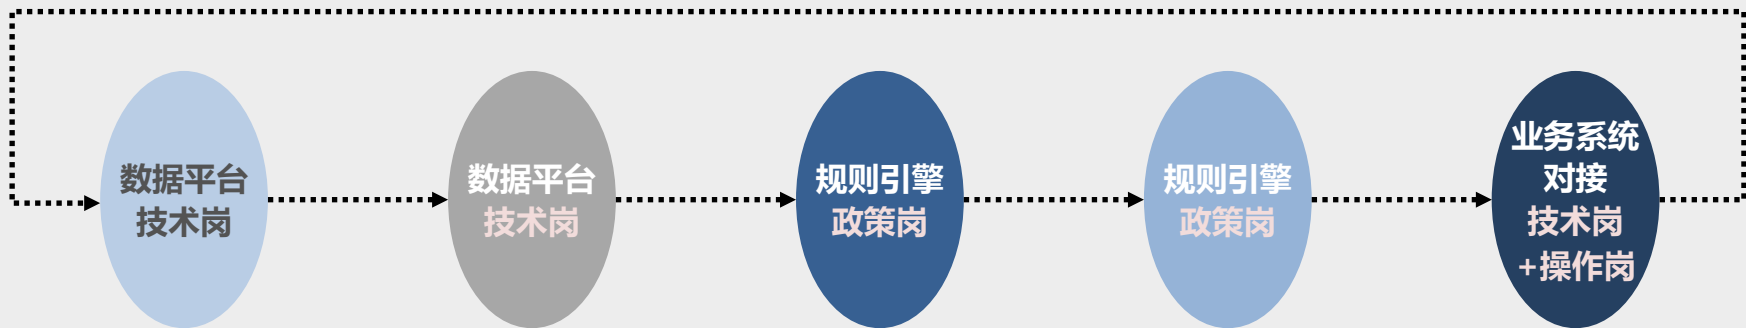 数据平台
技术岗
数据平台
技术岗
规则引擎
政策岗
规则引擎
政策岗
业务系统
对接
技术岗
+操作岗